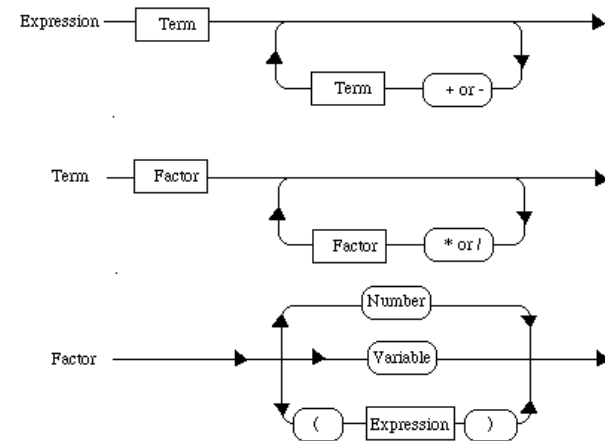 Expression Term
Term + or -
Term Factor
Factor * or /
Number
Factor Variable
( Expression )